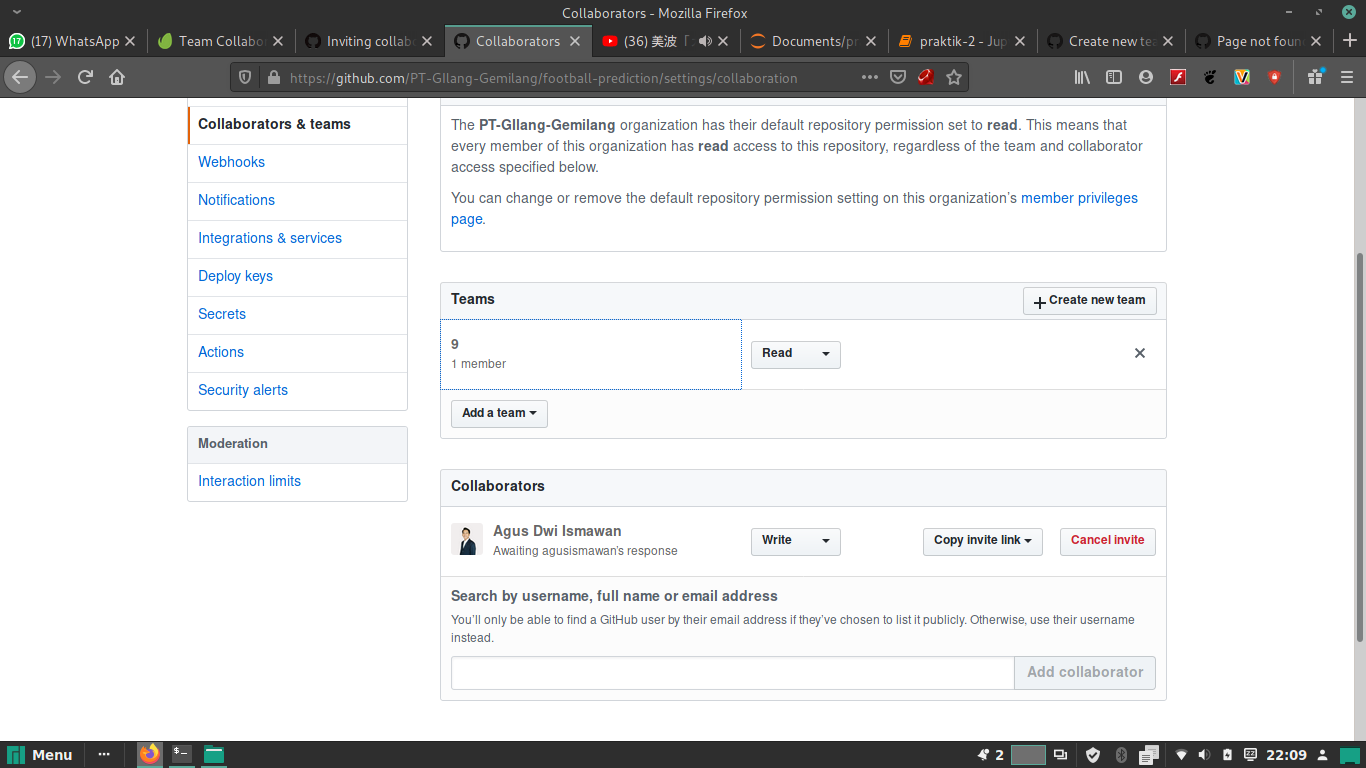 Collaborators - Mozilla Firefox
(17) WhatsApp
Team Collabo
Inviting collab
Collaborators
(36) 美波「
Documents/pr
praktik-2 - Jup
Create new tea
Page not foun
https://github.com/PT-GIlang-Gemilang/football-prediction/settings/collaboration
Collaborators & teams
Webhooks
Notifications
Integrations & services
Deploy keys
Secrets
Actions
Security alerts
Moderation
Interaction limits
The PT-GIlang-Gemilang organization has their default repository permission set to read. This means that
every member of this organization has read access to this repository, regardless of the team and collaborator
access specified below.
You can change or remove the default repository permission setting on this organization's member privileges
page.
Teams
Create new team
9
1 member
Read
Add a team
Collaborators
Agus Dwi Ismawan
Awaiting agusismawan's response
Write
Copy invite link
Cancel invite
Search by username, full name or email address
You'll only be able to find a GitHub user by their email address if they've chosen to list it publicly. Otherwise, use their username
instead.
Add collaborator
Menu
2
22:09